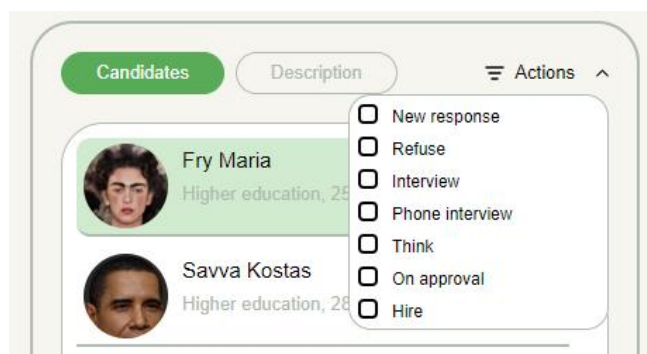 Candidates Description Actions
New response
Fry Maria Refuse
Higher education, 25 Interview
Phone interview
Think
Savva Kostas On approval
Higher education, 28 Hire